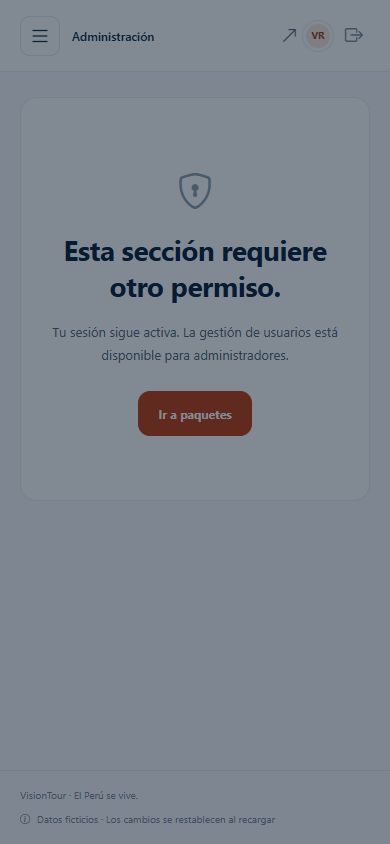 Administración
VR
Esta sección requiere
otro permiso.
Tu sesión sigue activa. La gestión de usuarios está
disponible para administradores.
Ir a paquetes
VisionTour · El Perú se vive.
Datos ficticios · Los cambios se restablecen al recargar